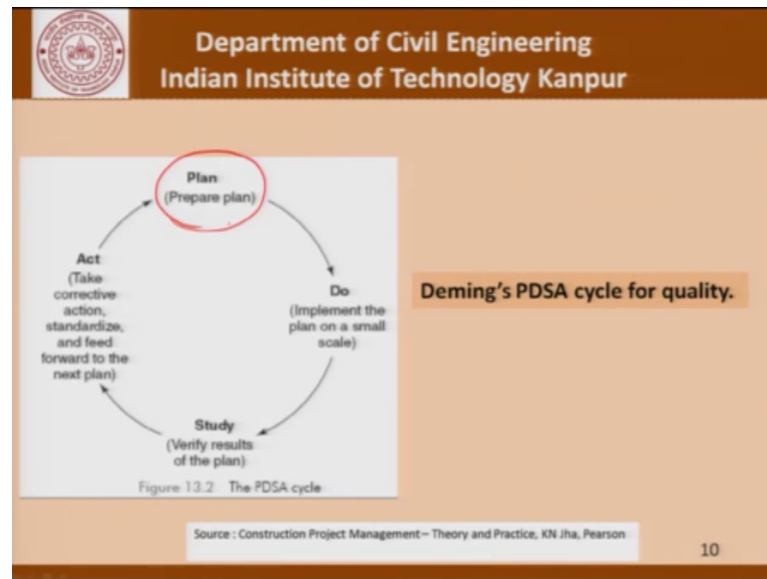 Department of Civil Engineering
Indian Institute of Technology Kanpur
Plan
(Prepare plan)
Do
(Implement the
plan on a small
scale)
Study
(Verify results
of the plan)
Act
(Take
corrective
action,
standardize,
and feed
forward to the
next plan)
Figure 13.2 The PDSA cycle
Deming's PDSA cycle for quality.
Source : Construction Project Management– Theory and Practice, KN Jha, Pearson
10